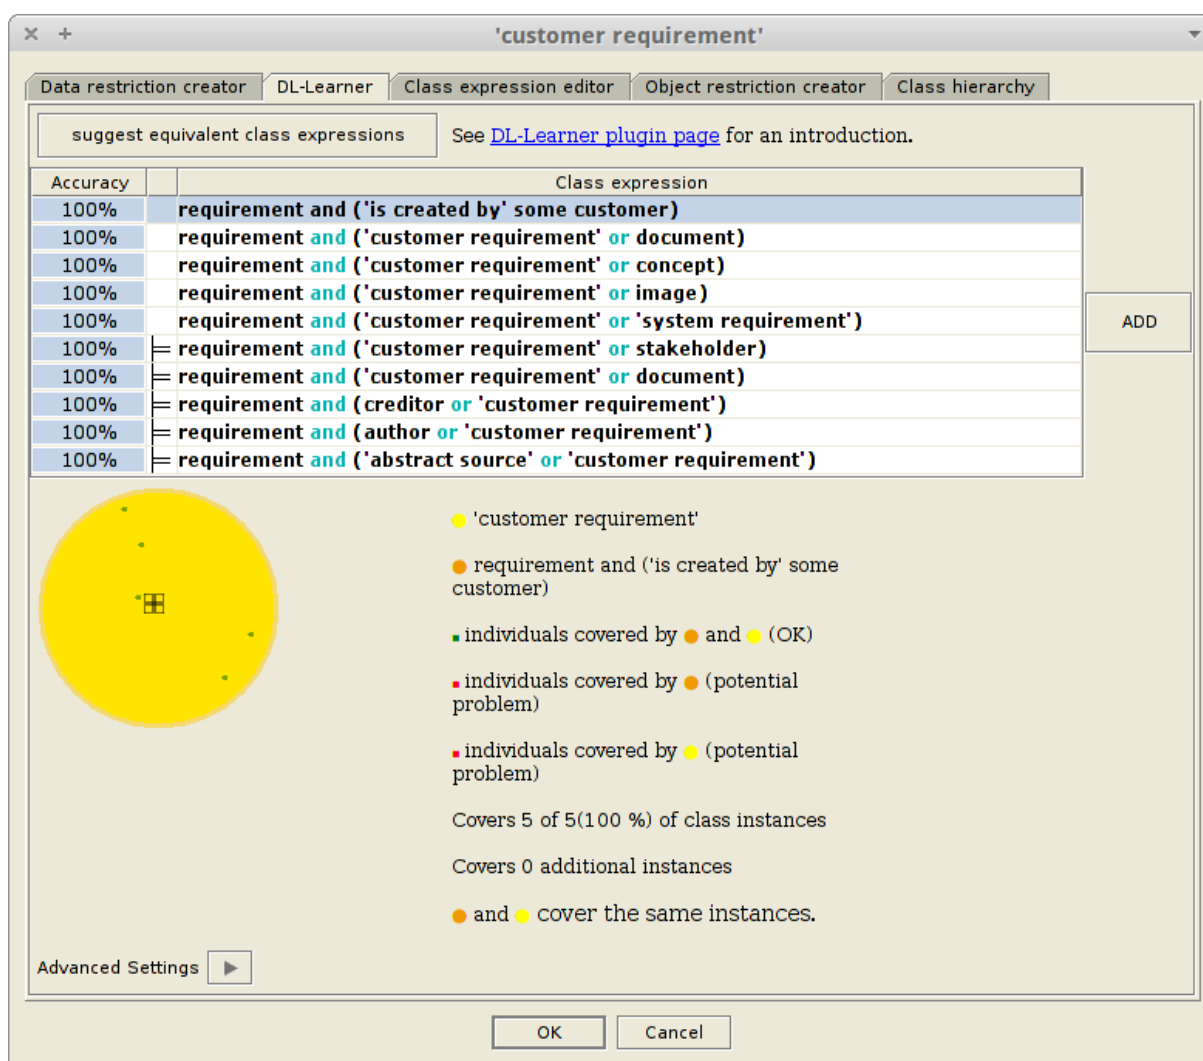 'customer requirement'
Data restriction creator DL-Learner Class expression editor Object restriction creator Class hierarchy
suggest equivalent class expressions See DL-Learner plugin page for an introduction.
Accuracy Class expression
100% requirement and ('is created by' some customer)
100% requirement and ('customer requirement' or document)
100% requirement and ('customer requirement' or concept)
100% requirement and ('customer requirement' or image)
100% requirement and ('customer requirement' or 'system requirement')
ADD
100% requirement and ('customer requirement' or stakeholder)
100% requirement and ('customer requirement' or document)
100% requirement and (creditor or 'customer requirement')
100% requirement and (author or 'customer requirement')
100% requirement and ('abstract source' or 'customer requirement')
'customer requirement'
requirement and ('is created by' some
customer)
individuals covered by and (OK)
individuals covered by (potential
problem)
individuals covered by (potential
problem)
Covers 5 of 5(100 %) of class instances
Covers 0 additional instances
and cover the same instances.
Advanced Settings
OK Cancel